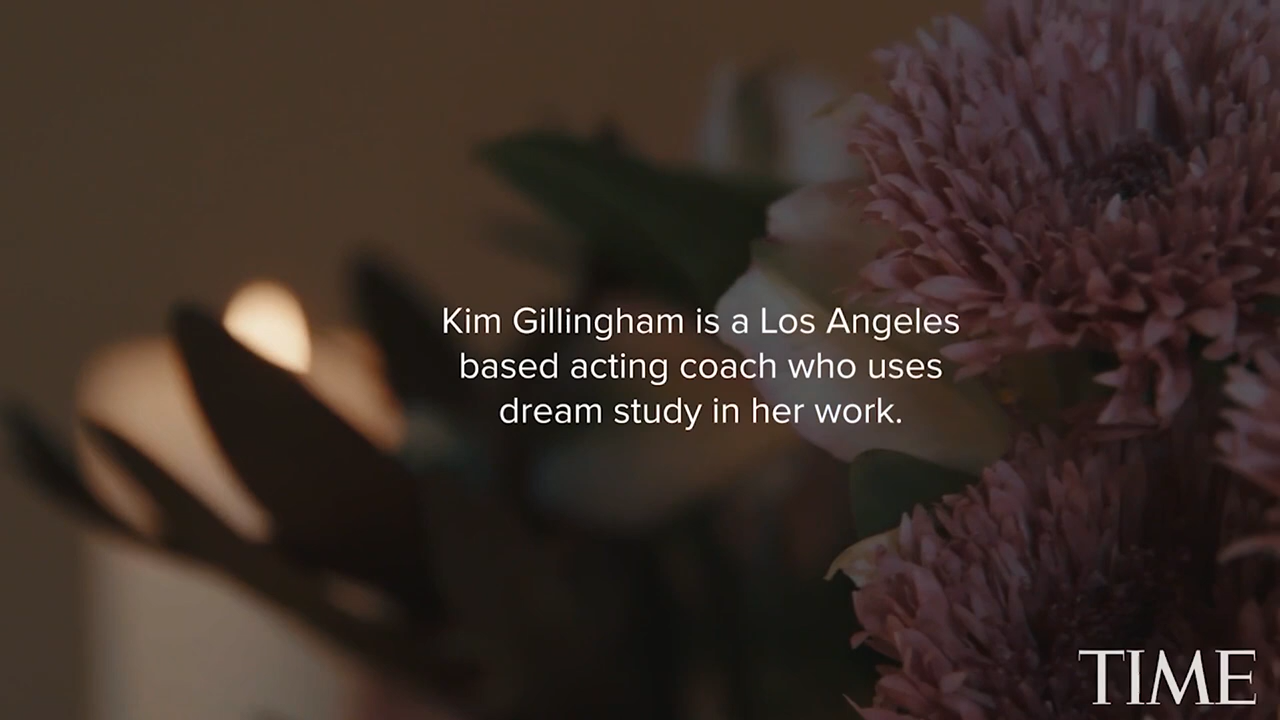 Kim Gillingham is a Los Angeles
based acting coach who uses
dream study in her work.
TIME